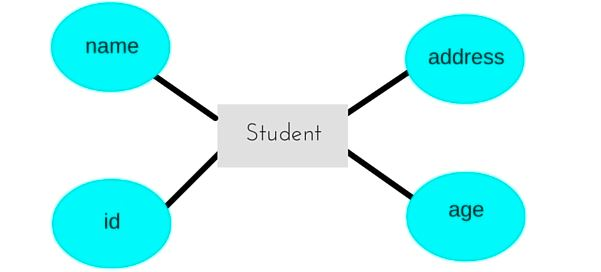 name
address
Student
id
age